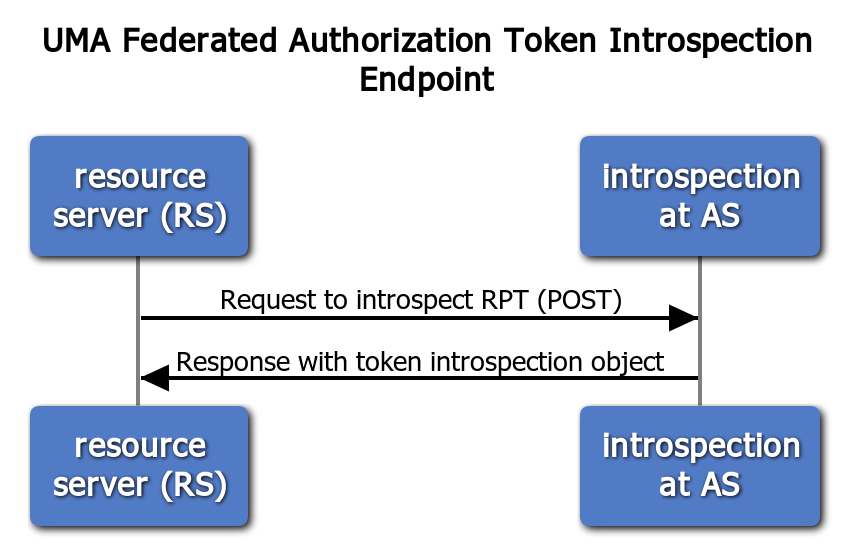 UMA Federated Authorization Token Introspection
Endpoint
resource
server (RS)
introspection
at AS
Request to introspect RPT (POST)
Response with token introspection object
resource
server (RS)
introspection
at AS